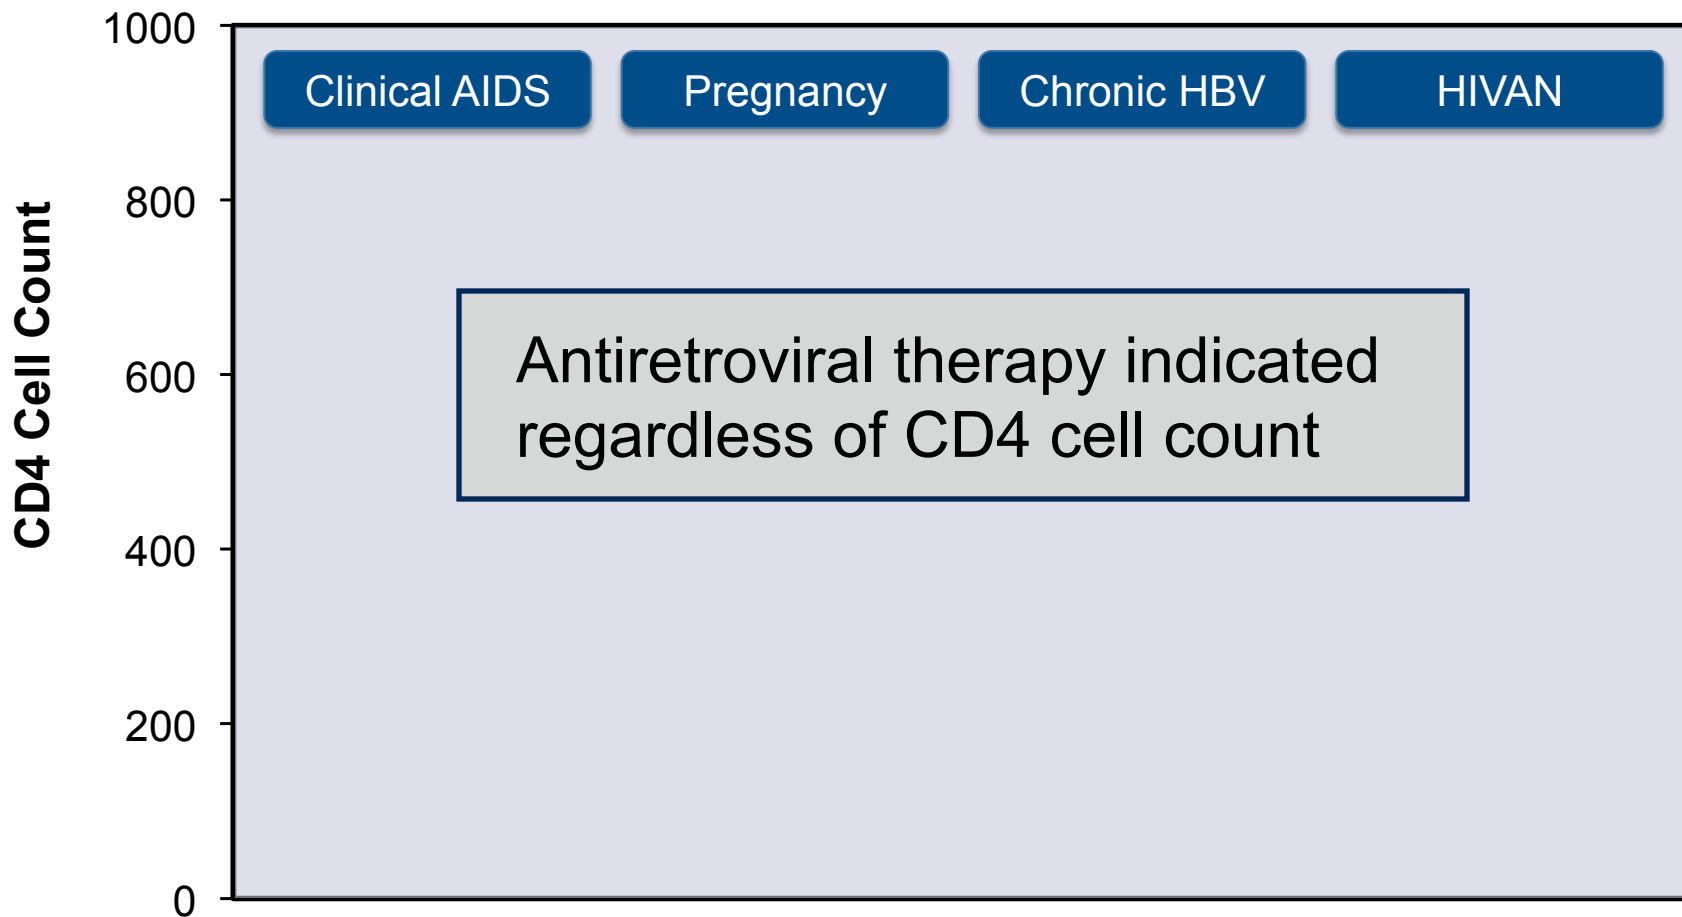 1000
Clinical AIDS
Pregnancy
Chronic HBV
HIVAN
800
CD4 Cell Count
Antiretroviral therapy indicated
600
regardless of CD4 cell count
400
200
0